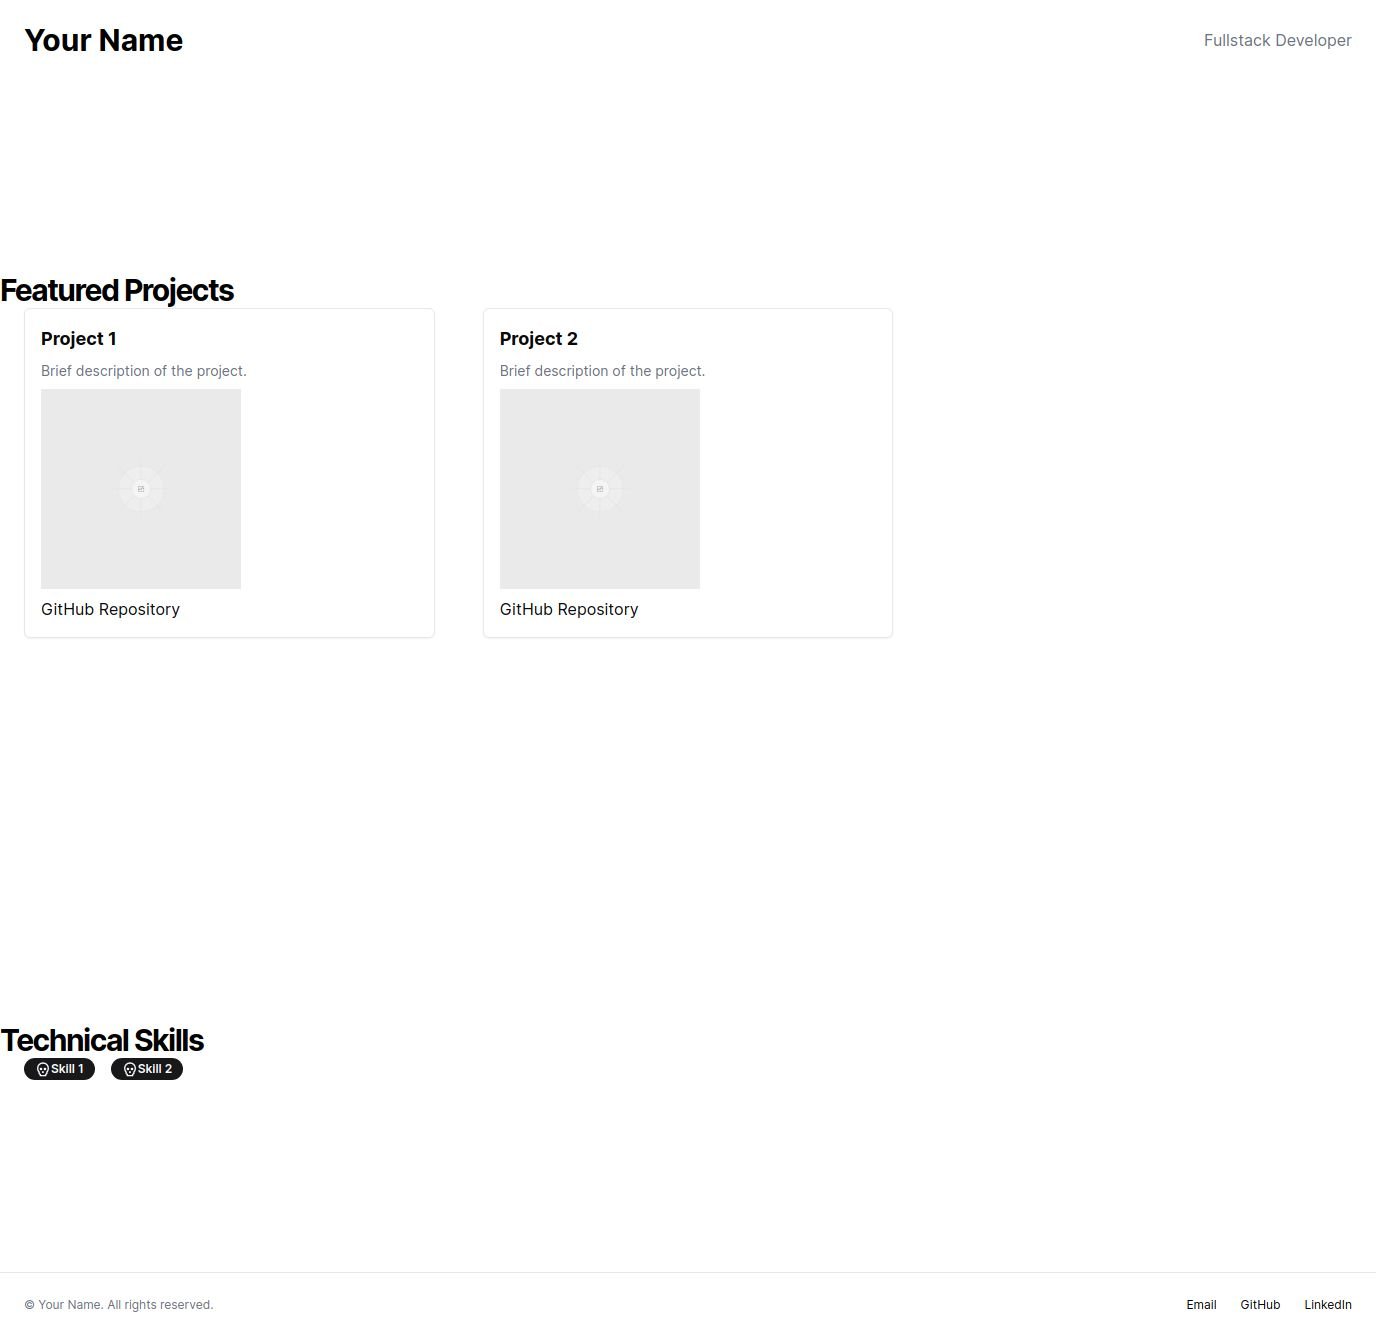 Your Name
Fullstack Developer
Featured Projects
Project 1
Brief description of the project.
GitHub Repository
Project 2
Brief description of the project.
GitHub Repository
Technical Skills
Skill 1
Skill 2
© Your Name. All rights reserved.
Email GitHub LinkedIn